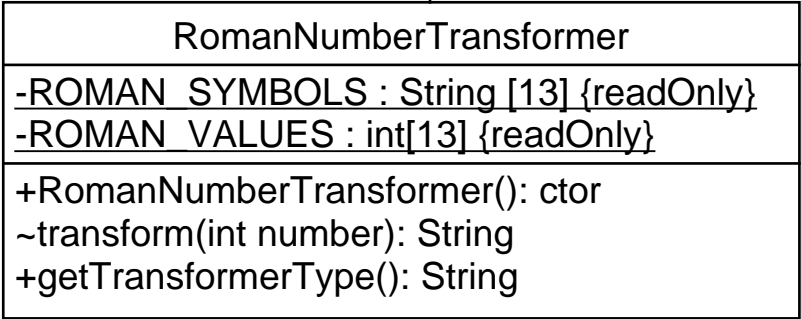 RomanNumberTransformer
-ROMAN_SYMBOLS : String [13] {readOnly}
-ROMAN_VALUES : int[13] {readOnly}
+RomanNumberTransformer(): ctor
~transform(int number): String
+getTransformerType(): String